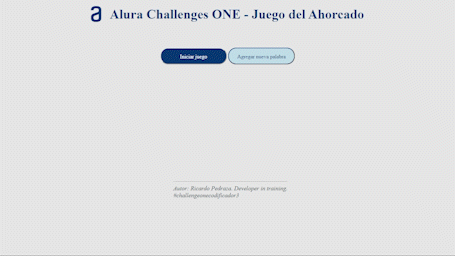 Alura Challenges ONE - Juego del Ahorcado
Iniciar juego
Agregar nueva palabra
Autor: Ricardo Pedraza. Developer in training.
#challengeonecodificador3